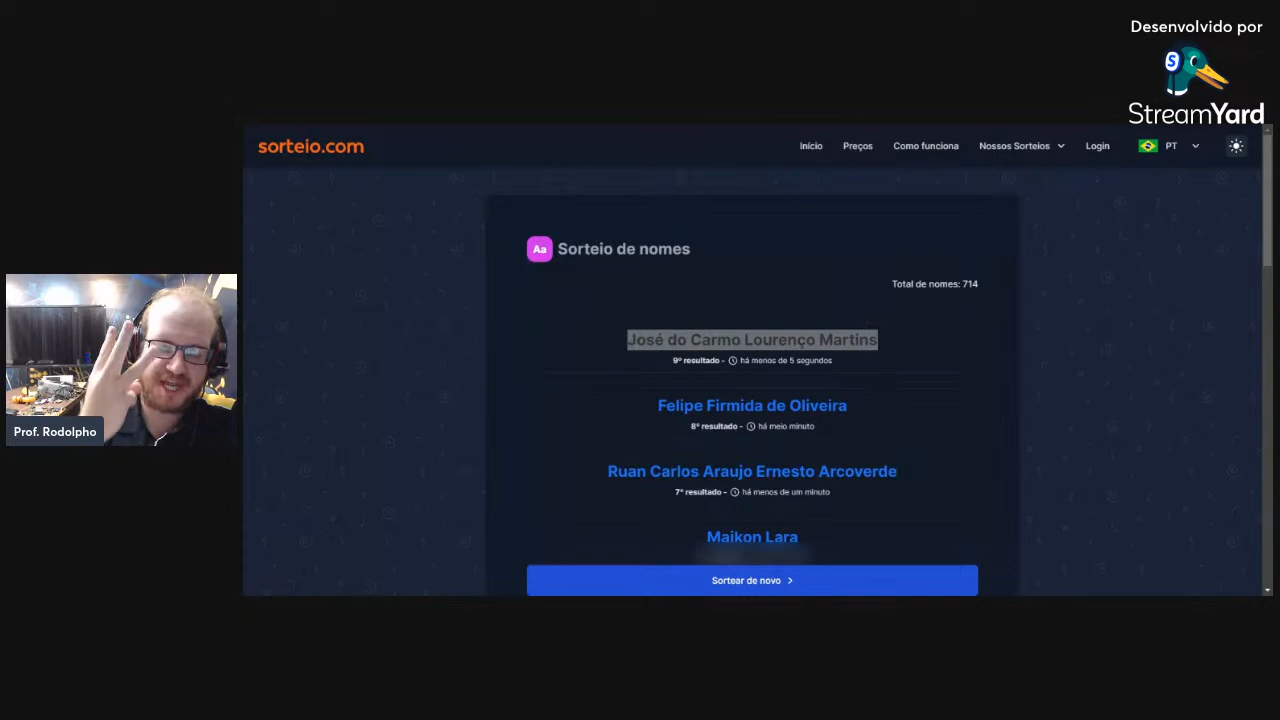 Desenvolvido por
StreamYard
sorteio.com
Início Preços Como funciona Nossos Sorteios Login PT
Aa Sorteio de nomes
Total de nomes: 714
José do Carmo Lourenço Martins
9º resultado - há menos de 5 segundos
Felipe Firmida de Oliveira
8º resultado - há meio minuto
Ruan Carlos Araujo Ernesto Arcoverde
7º resultado - há menos de um minuto
Maikon Lara
Sortear de novo
Prof. Rodolpho